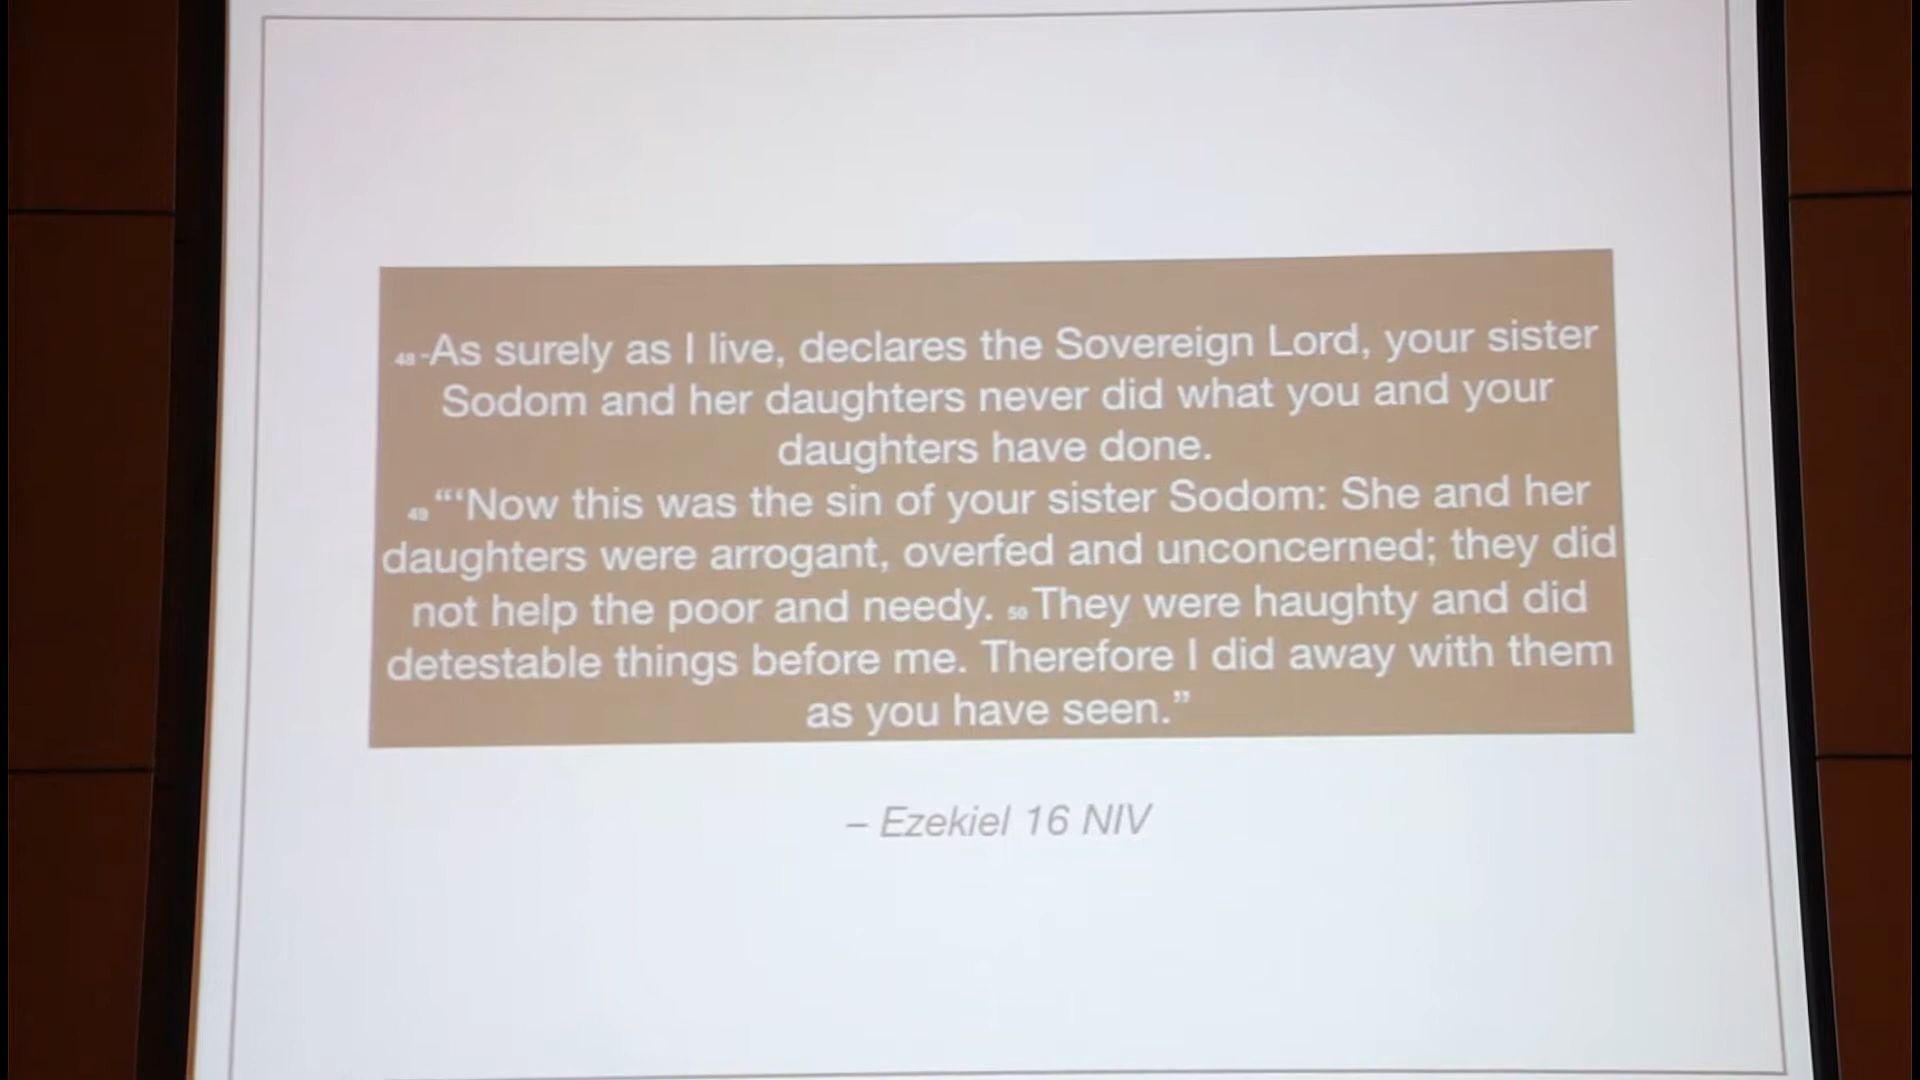 48 -As surely as I live, declares the Sovereign Lord, your sister
Sodom and her daughters never did what you and your
daughters have done.
49 “‘Now this was the sin of your sister Sodom: She and her
daughters were arrogant, overfed and unconcerned; they did
not help the poor and needy. 50 They were haughty and did
detestable things before me. Therefore I did away with them
as you have seen.”
– Ezekiel 16 NIV